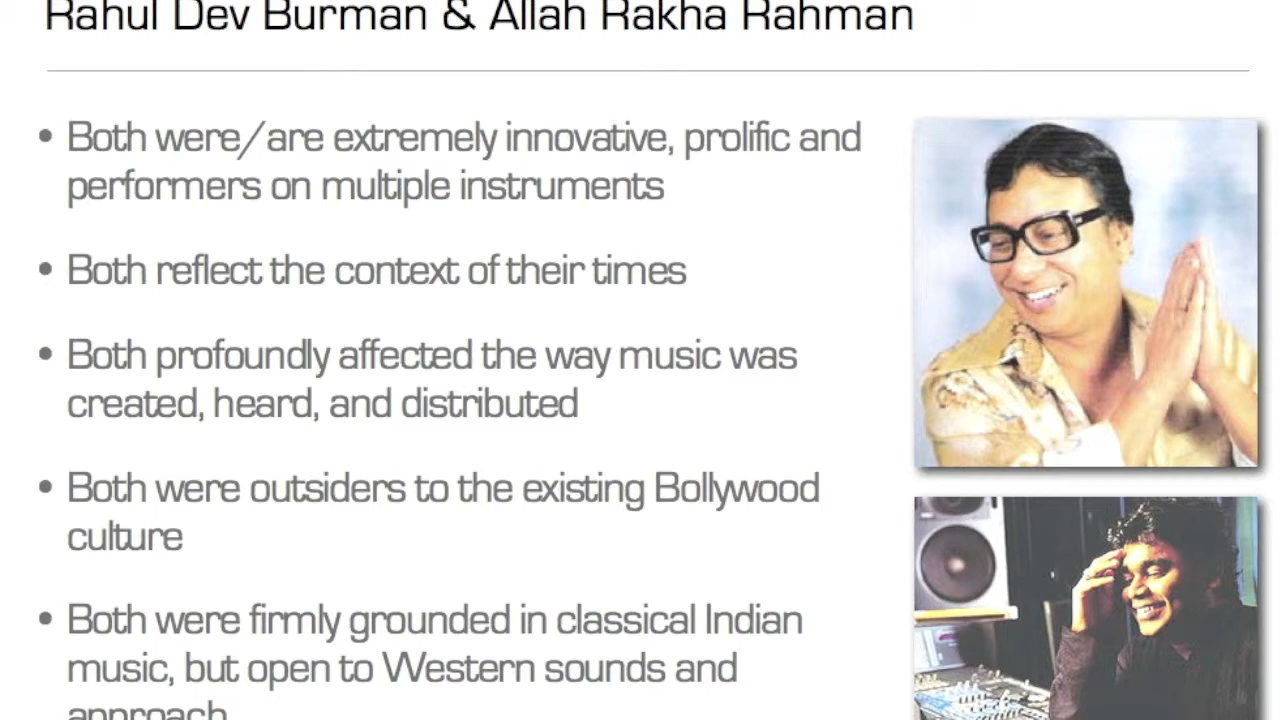 Rahul Dev Burman & Allah Rakha Rahman
• Both were/are extremely innovative, prolific and
performers on multiple instruments
• Both reflect the context of their times
• Both profoundly affected the way music was
created, heard, and distributed
• Both were outsiders to the existing Bollywood
culture
• Both were firmly grounded in classical Indian
music, but open to Western sounds and
approach